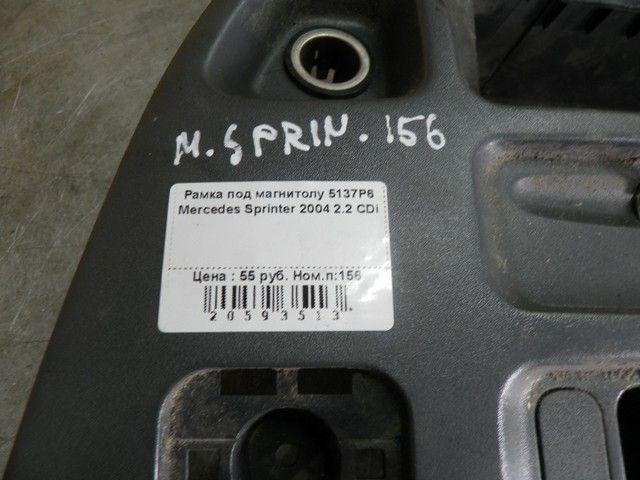 M. SPRIN. 156
Рамка под магнитолу 5137P6
Mercedes Sprinter 2004 2.2 CDi
Цена : 55 руб. Ном.п:156
20593513